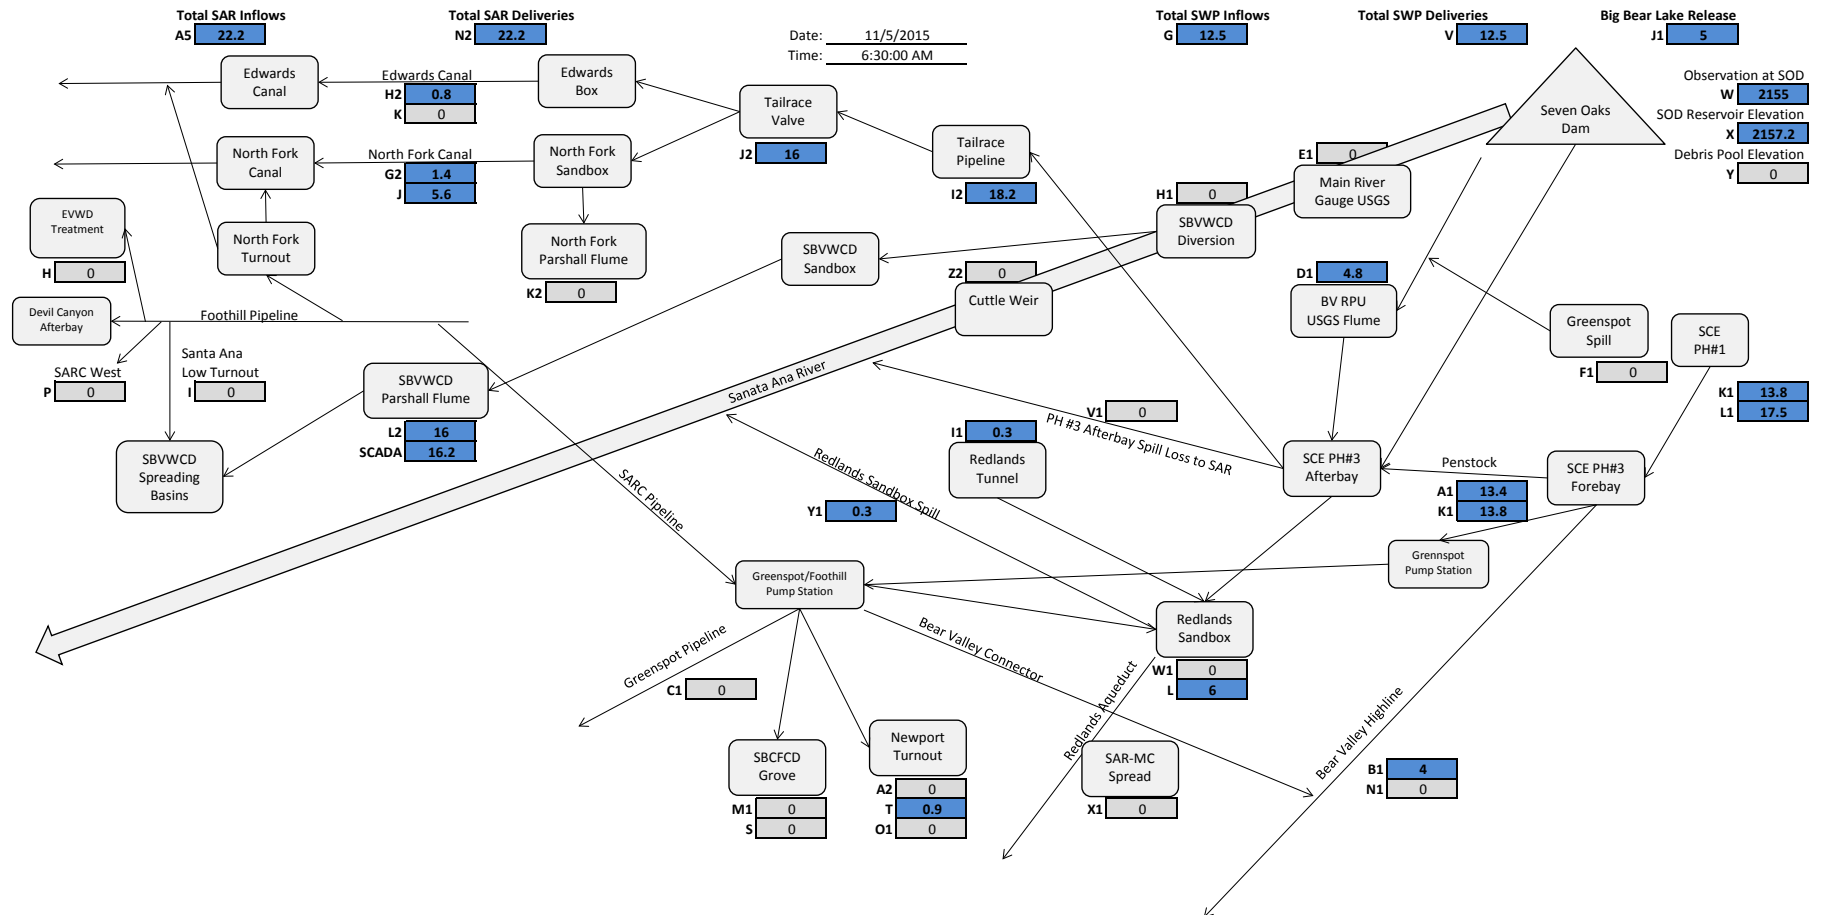 Total SAR Inflows
A5 22.2
Total SAR Deliveries
N2 22.2
Date: 11/5/2015
Time: 6:30:00 AM
Total SWP Inflows
G 12.5
Total SWP Deliveries
V 12.5
Big Bear Lake Release
J1 5
Edwards
Canal
Edwards Canal
H2 0.8
K 0
Edwards
Box
Tailrace
Valve
J2 16
Tailrace
Pipeline
I2 18.2
Seven Oaks
Dam
Observation at SOD
W 2155
SOD Reservoir Elevation
X 2157.2
Debris Pool Elevation
Y 0
North Fork
Canal
North Fork Canal
G2 1.4
J 5.6
North Fork
Sandbox
E1 0
Main River
Gauge USGS
H1 0
SBVWCD
Diversion
EVWD
Treatment
H 0
North Fork
Turnout
North Fork
Parshall Flume
K2 0
SBVWCD
Sandbox
Z2 0
Cuttle Weir
D1 4.8
BV RPU
USGS Flume
Greenspot
Spill
F1 0
SCE
PH#1
K1 13.8
L1 17.5
Devil Canyon
Afterbay
Foothill Pipeline
SARC West
P 0
Santa Ana
Low Turnout
I 0
SBVWCD
Parshall Flume
L2 16
SCADA 16.2
SBVWCD
Spreading
Basins
Sanata Ana River
SARC Pipeline
Redlands Sandbox Spill
Y1 0.3
V1 0
PH #3 Afterbay Spill Loss to SAR
I1 0.3
Redlands
Tunnel
SCE PH#3
Afterbay
Penstock
A1 13.4
K1 13.8
SCE PH#3
Forebay
Grennspot
Pump Station
Greenspot/Foothill
Pump Station
Redlands
Sandbox
W1 0
L 6
Greenspot Pipeline
C1 0
Bear Valley Connector
Redlands Aqueduct
Bear Valley Highline
SBCFCD
Grove
M1 0
S 0
Newport
Turnout
A2 0
T 0.9
O1 0
SAR-MC
Spread
X1 0
B1 4
N1 0